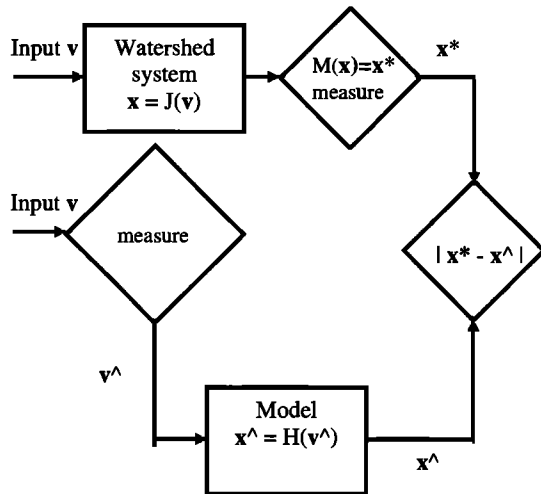 Input v
Watershed
system
x = J(v)
M(x)=x*
measure
x*
Input v
measure
| x* - x^ |
v^
Model
x^ = H(v^)
x^